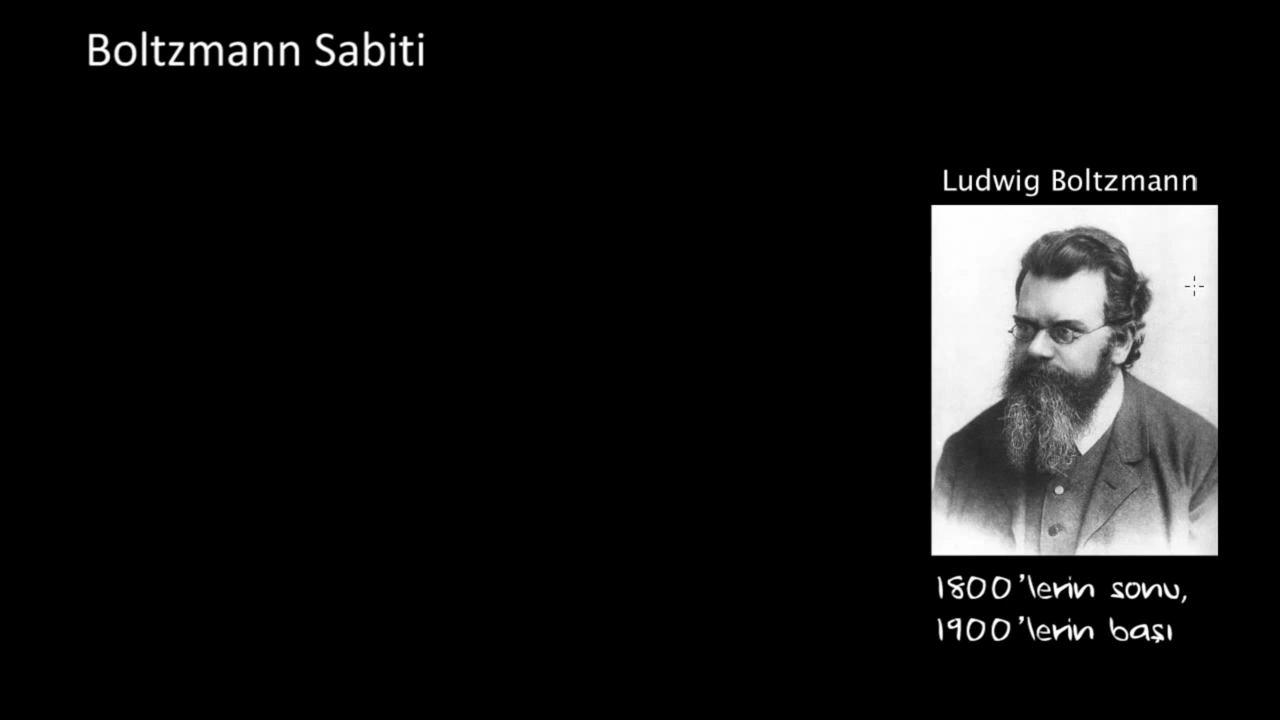 Boltzmann Sabiti
Ludwig Boltzmann
1800'lerin sonu,
1900'lerin başı